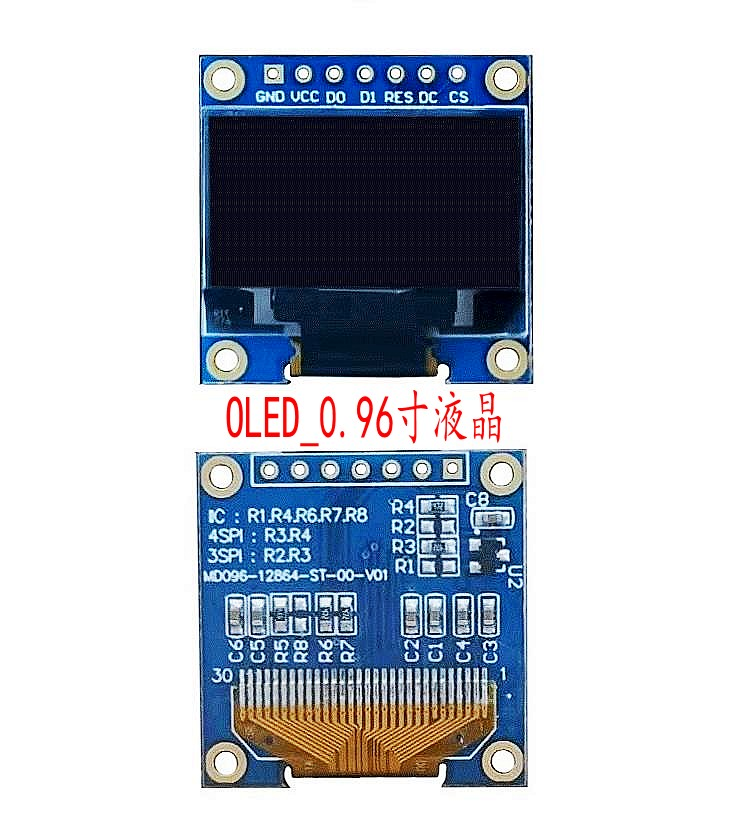 GND VCC D0 D1 RES DC CS
OLED_0.96寸液晶
IIC : R1.R4.R6.R7.R8
4SPI : R3.R4
3SPI : R2.R3
MD096-12864-ST-00-V01
R4
R2
R3
R1
C8
U2
C6 C5 R5 R8 R6 R7 C2 C1 C4 C3
30 1